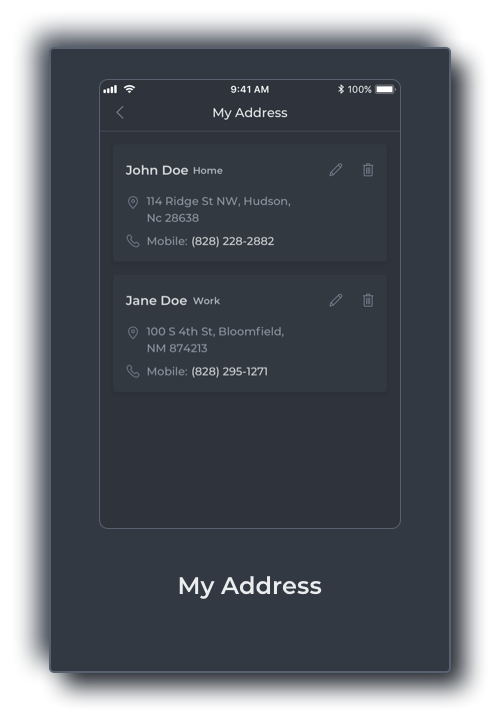 9:41 AM
100%
My Address
John Doe Home
114 Ridge St NW, Hudson,
Nc 28638
Mobile: (828) 228-2882
Jane Doe Work
100 S 4th St, Bloomfield,
NM 874213
Mobile: (828) 295-1271
My Address